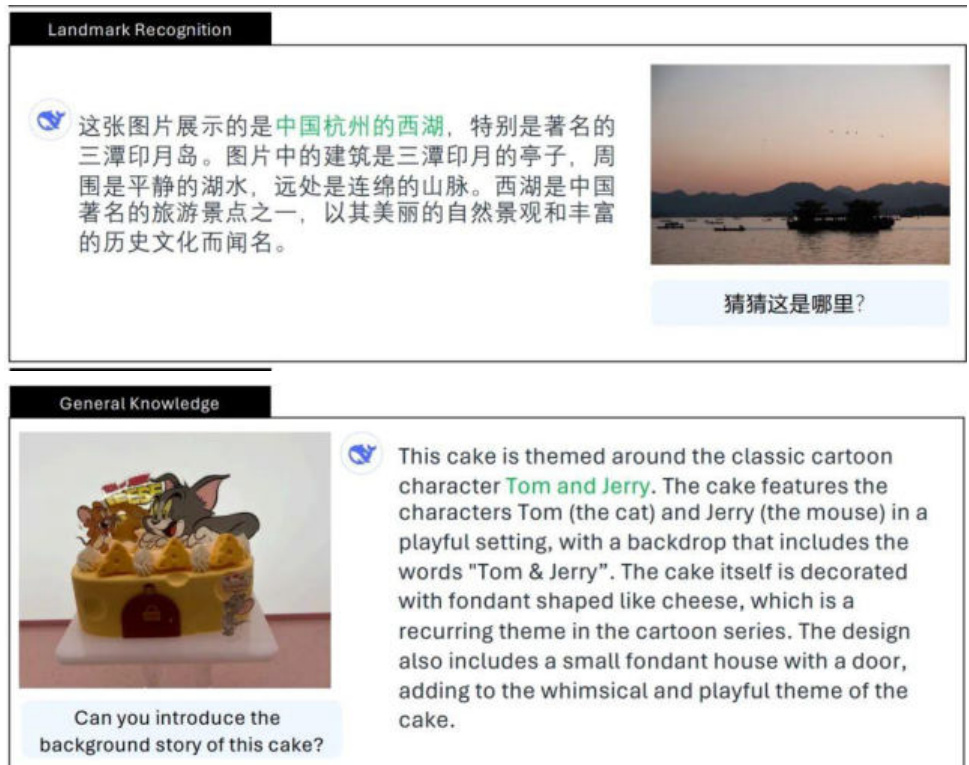 Landmark Recognition
这张图片展示的是中国杭州的西湖，特别是著名的
三潭印月岛。图片中的建筑是三潭印月的亭子，周
围是平静的湖水，远处是连绵的山脉。西湖是中国
著名的旅游景点之一，以其美丽的自然景观和丰富
的历史文化而闻名。
猜猜这是哪里？
General Knowledge
TOM and JERRY
CHEESE
This cake is themed around the classic cartoon
character Tom and Jerry. The cake features the
characters Tom (the cat) and Jerry (the mouse) in a
playful setting, with a backdrop that includes the
words "Tom & Jerry”. The cake itself is decorated
with fondant shaped like cheese, which is a
recurring theme in the cartoon series. The design
also includes a small fondant house with a door,
adding to the whimsical and playful theme of the
cake.
Can you introduce the
background story of this cake?